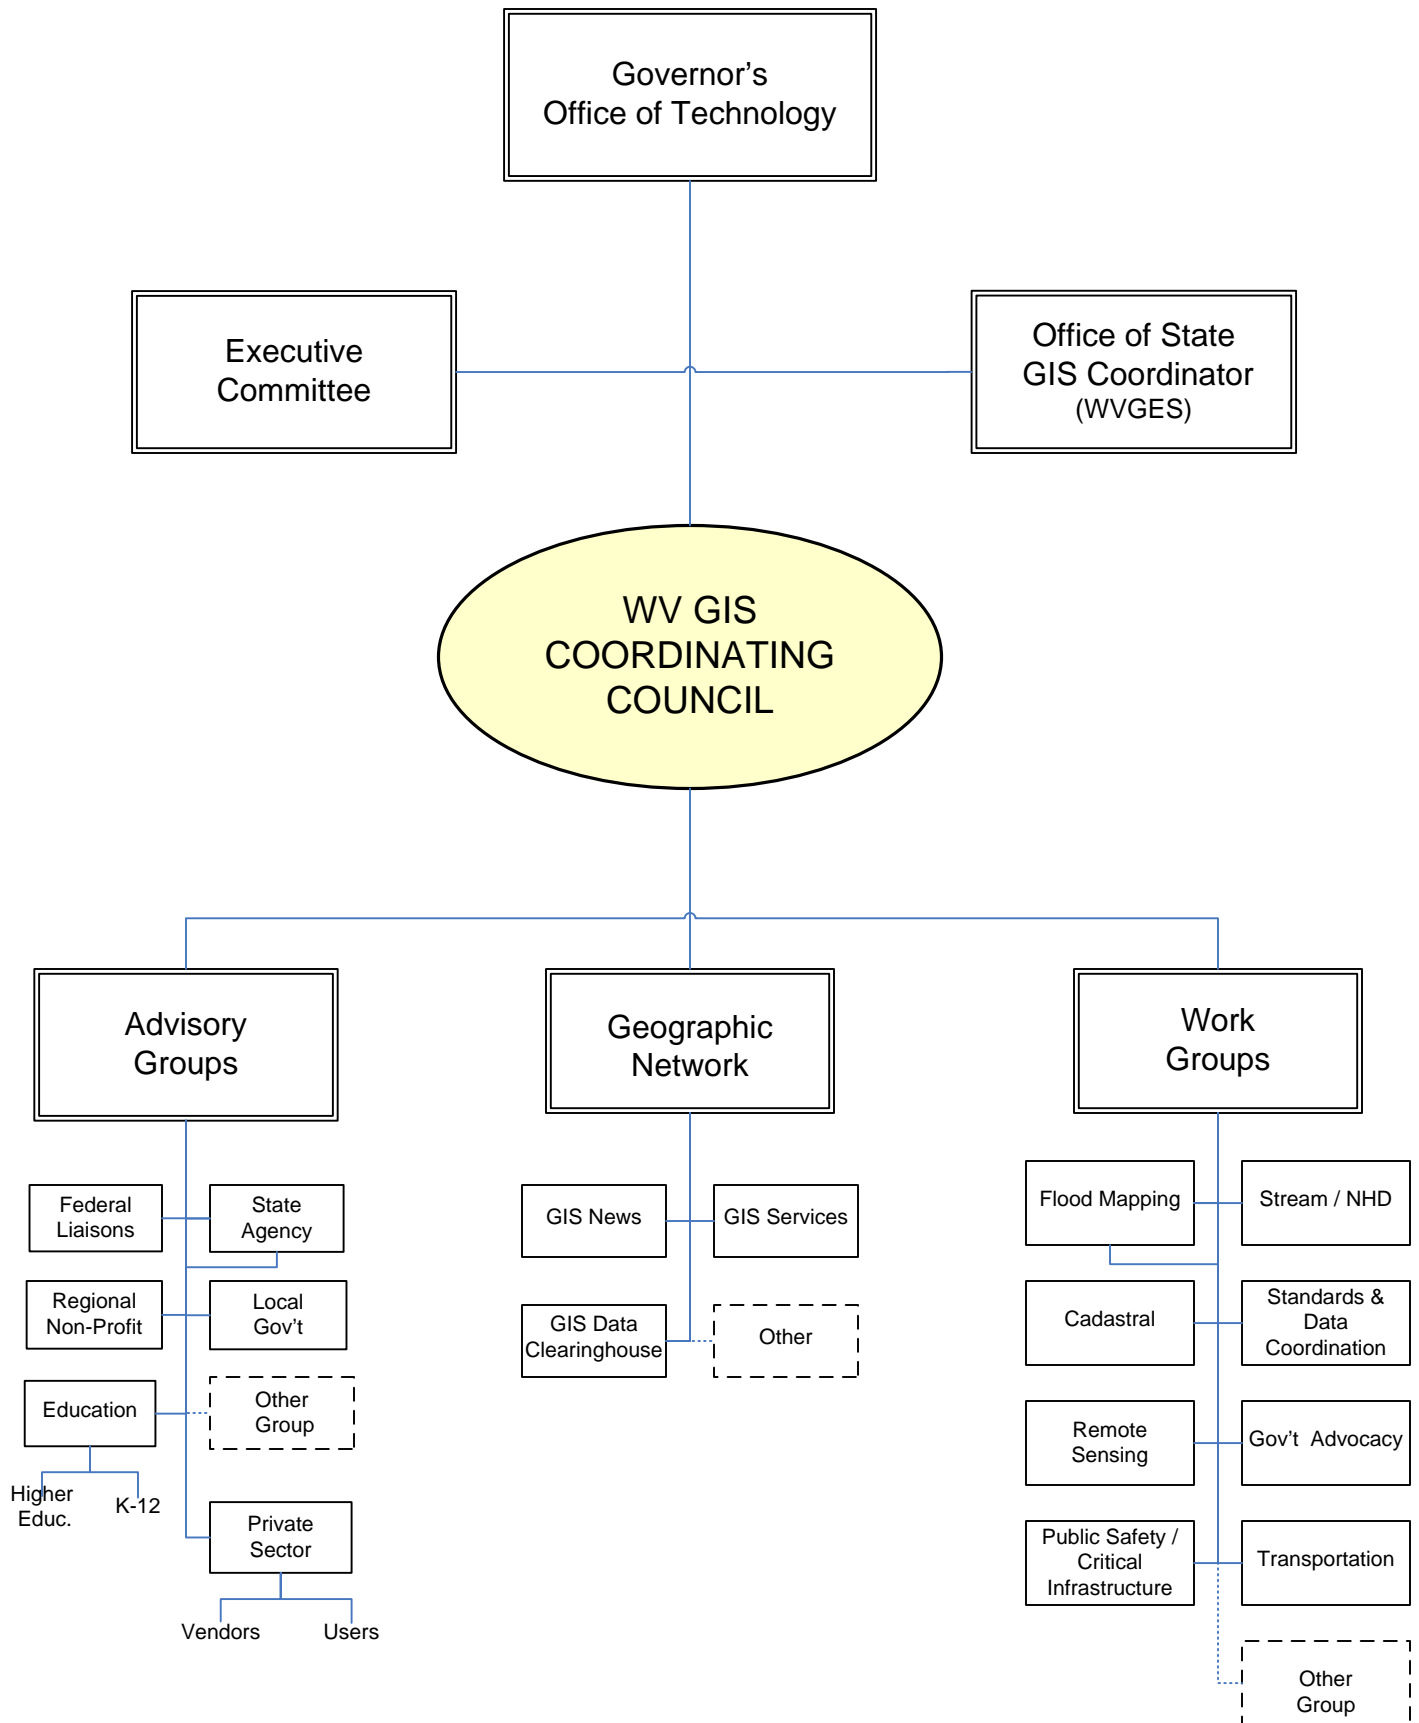 Governor’s
Office of Technology
Executive
Committee
Office of State
GIS Coordinator
(WVGES)
WV GIS
COORDINATING
COUNCIL
Advisory
Groups
Geographic
Network
Work
Groups
Federal
Liaisons
State
Agency
Regional
Non-Profit
Local
Gov’t
Education
Other
Group
Higher
Educ.
K-12
Private
Sector
Vendors
Users
GIS News
GIS Services
GIS Data
Clearinghouse
Other
Flood Mapping
Stream / NHD
Cadastral
Standards &
Data
Coordination
Remote
Sensing
Gov’t Advocacy
Public Safety /
Critical
Infrastructure
Transportation
Other
Group